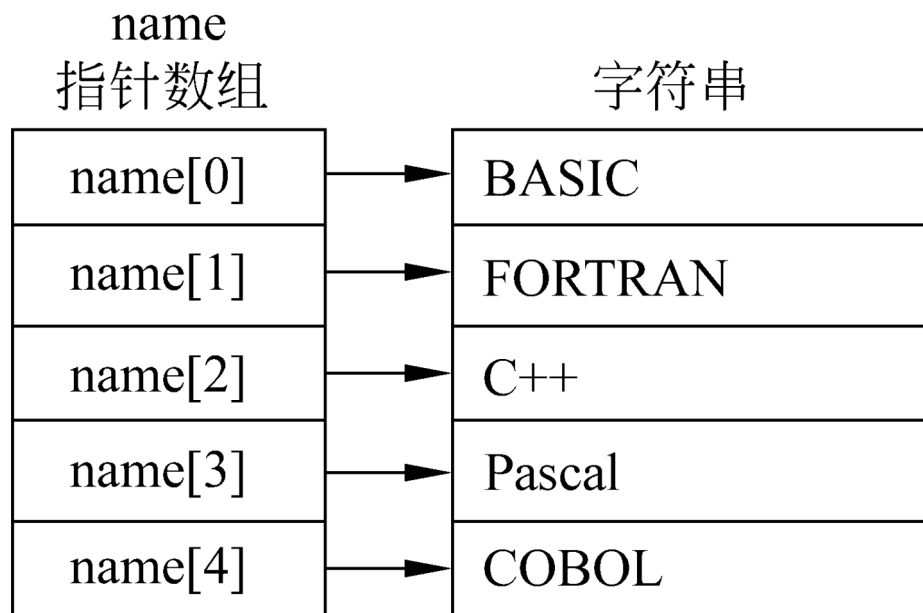 name
指针数组
字符串
name[0]
BASIC
name[1]
FORTRAN
name[2]
C++
name[3]
Pascal
name[4]
COBOL